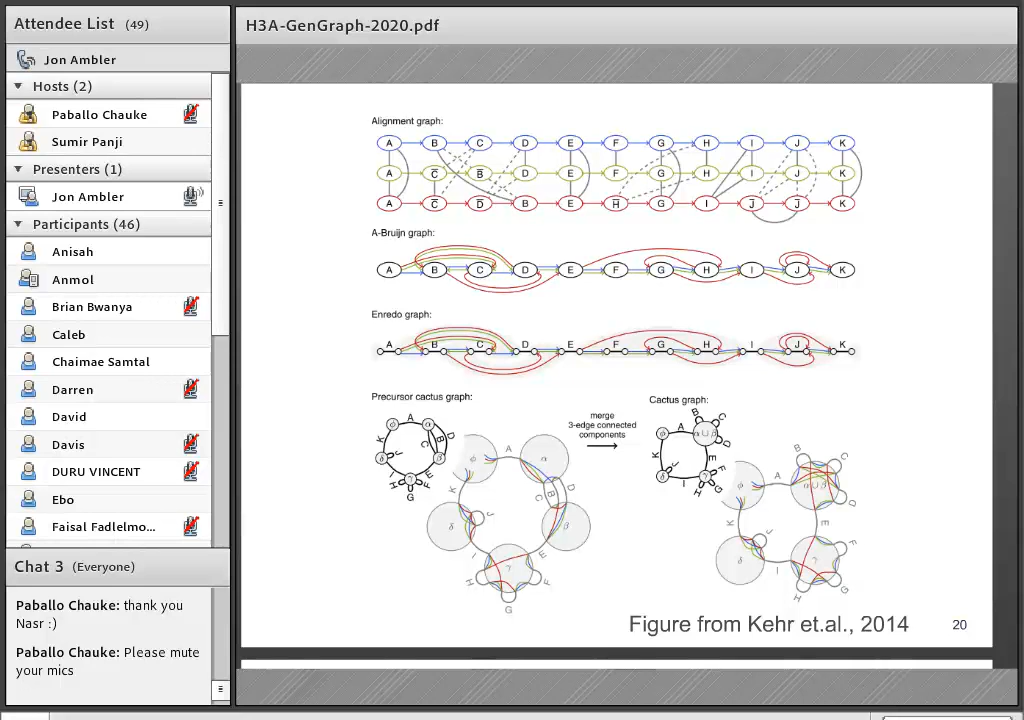 Attendee List (49)
Jon Ambler
Hosts (2)
Paballo Chauke
Sumir Panji
Presenters (1)
Jon Ambler
Participants (46)
Anisah
Anmol
Brian Bwanya
Caleb
Chaimae Samtal
Darren
David
Davis
DURU VINCENT
Ebo
Faisal Fadlelmo...
Chat 3 (Everyone)
Paballo Chauke: thank you
Nasr :)
Paballo Chauke: Please mute
your mics
H3A-GenGraph-2020.pdf
Alignment graph:
A B C D E F G H I J K
A C̅ B̅ D E F G H I J K
A C̅ D̅ B E H̅ G I J̅ J̅ K
A-Bruijn graph:
A B C D E F G H I J K
Enredo graph:
A B C D E F G H I J K
Precursor cactus graph:
merge
3-edge connected
components
Cactus graph:
ϕ A α B C D β E F G H γ I J δ K
ϕ A α B C D β E F G H γ I J δ K
ϕ A α∪β B C D E F G H γ I J δ K
ϕ A α∪β B C D E F G H γ I J δ K
Figure from Kehr et.al., 2014
20